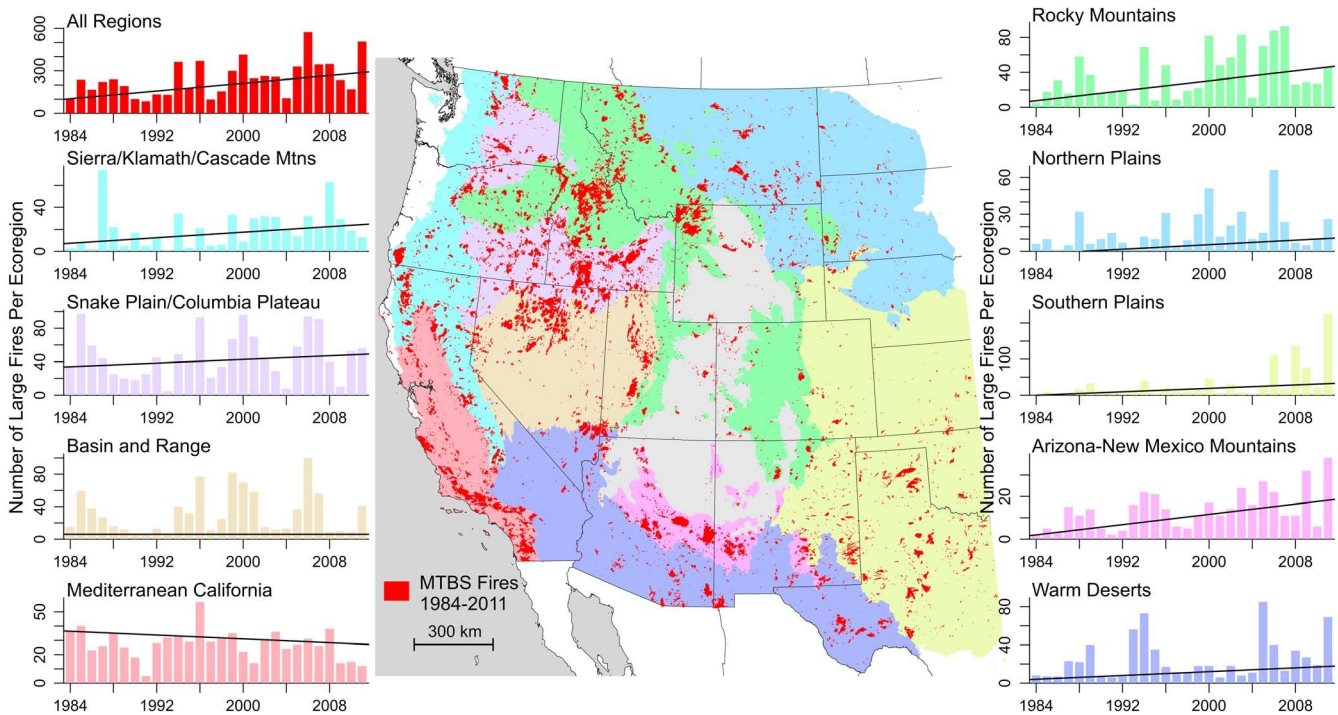 Number of Large Fires Per Ecoregion
All Regions
0 300 600
1984 1992 2000 2008
Sierra/Klamath/Cascade Mtns
0 40
1984 1992 2000 2008
Snake Plain/Columbia Plateau
0 40 80
1984 1992 2000 2008
Basin and Range
0 40 80
1984 1992 2000 2008
Mediterranean California
0 20 50
1984 1992 2000 2008
MTBS Fires
1984-2011
300 km
Number of Large Fires Per Ecoregion
Rocky Mountains
0 40 80
1984 1992 2000 2008
Northern Plains
0 30 60
1984 1992 2000 2008
Southern Plains
0 100
1984 1992 2000 2008
Arizona-New Mexico Mountains
0 20
1984 1992 2000 2008
Warm Deserts
0 40 80
1984 1992 2000 2008